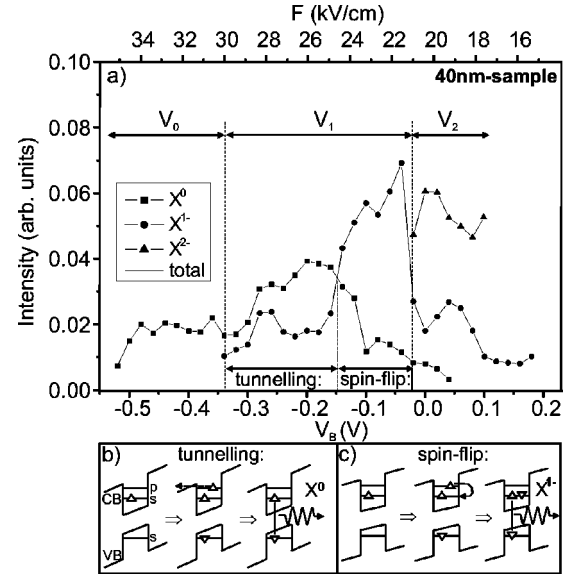 F (kV/cm)
34 32 30 28 26 24 22 20 18 16
0.10
a)
40nm-sample
V0 V1 V2
0.08
X0
X1-
X2-
total
0.06
0.04
0.02
0.00
Intensity (arb. units)
tunnelling: spin-flip:
-0.5 -0.4 -0.3 -0.2 -0.1 0.0 0.1 0.2
VB (V)
b) tunnelling:
p
CB s
⇒ ⇒
X0
s
VB
c) spin-flip:
⇒ ⇒
X1-